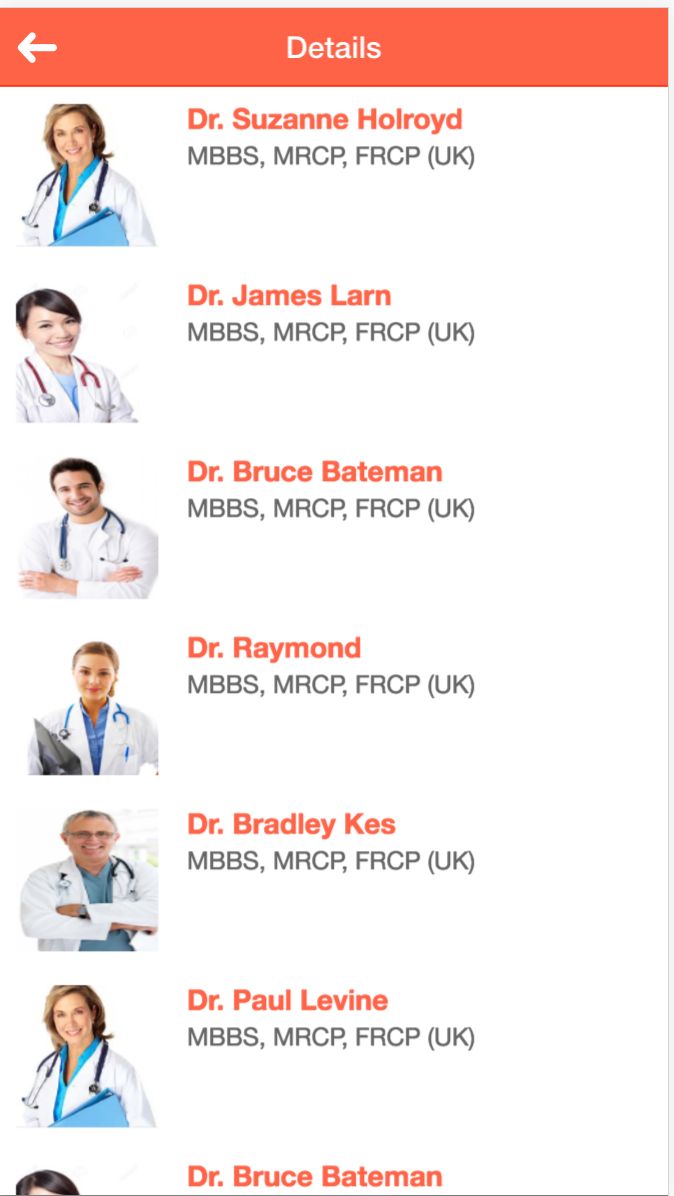 Details
Dr. Suzanne Holroyd
MBBS, MRCP, FRCP (UK)
Dr. James Larn
MBBS, MRCP, FRCP (UK)
Dr. Bruce Bateman
MBBS, MRCP, FRCP (UK)
Dr. Raymond
MBBS, MRCP, FRCP (UK)
Dr. Bradley Kes
MBBS, MRCP, FRCP (UK)
Dr. Paul Levine
MBBS, MRCP, FRCP (UK)
Dr. Bruce Bateman